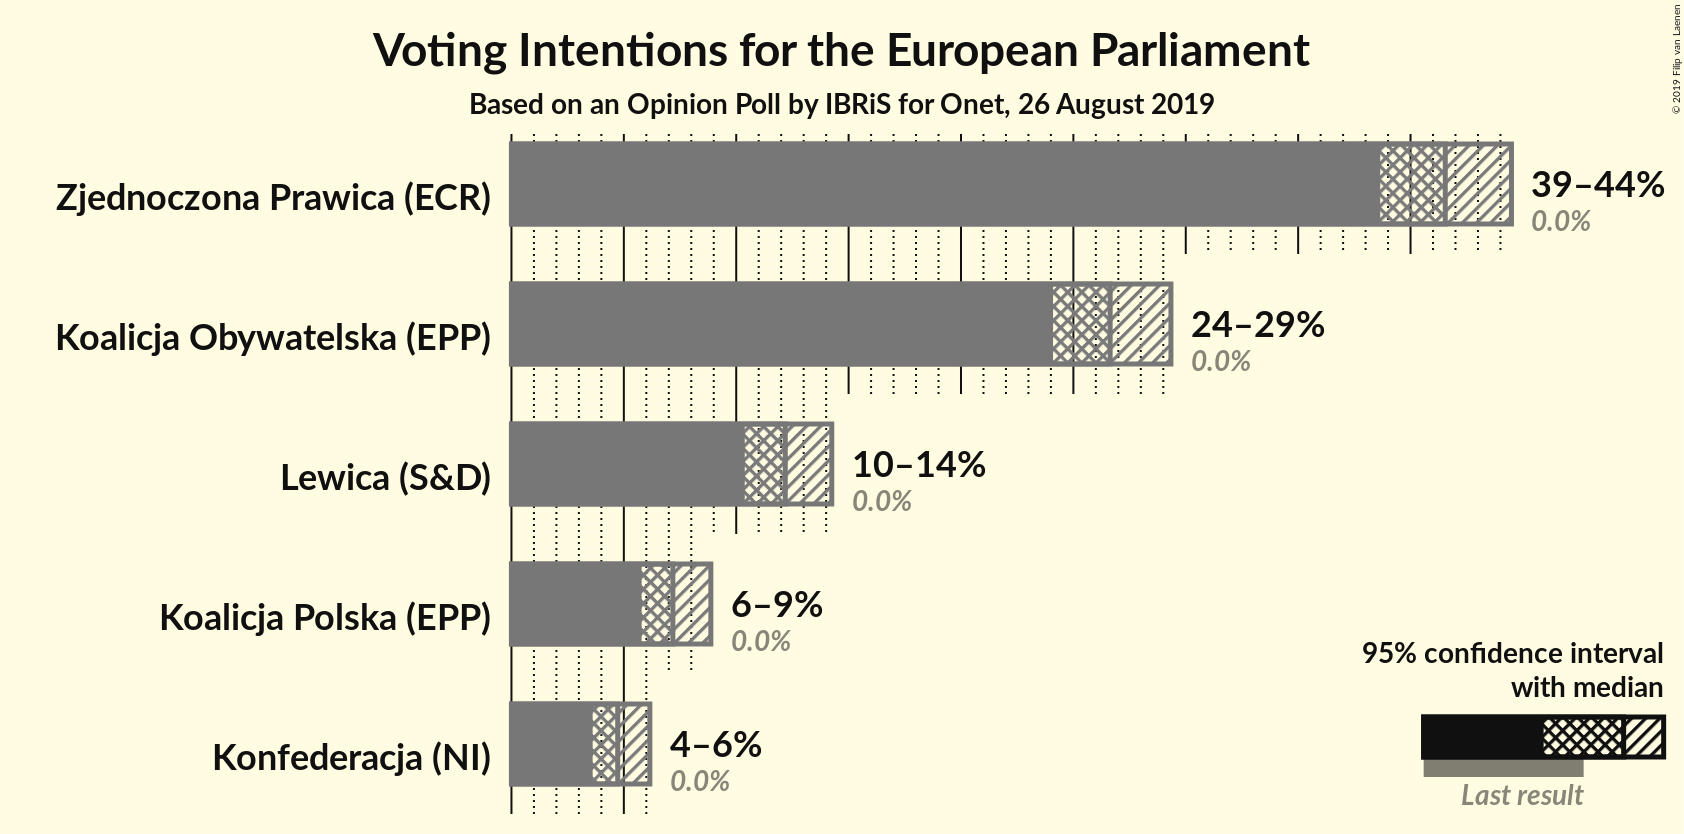 Voting Intentions for the European Parliament
Based on an Opinion Poll by IBRiS for Onet, 26 August 2019
© 2019 Filip van Laenen
Zjednoczona Prawica (ECR)
39–44%
0.0%
Koalicja Obywatelska (EPP)
24–29%
0.0%
Lewica (S&D)
10–14%
0.0%
Koalicja Polska (EPP)
6–9%
0.0%
Konfederacja (NI)
4–6%
0.0%
95% confidence interval
with median
Last result